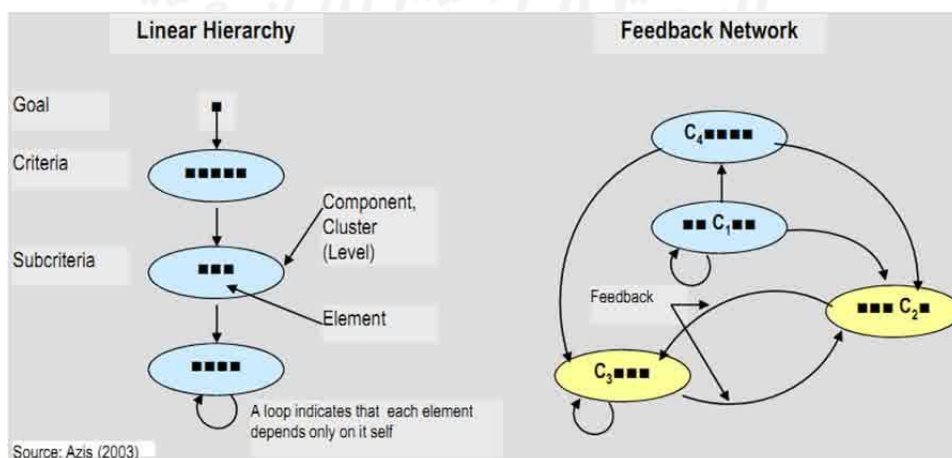 Linear Hierarchy
Goal
Criteria
Subcriteria
Component,
Cluster
(Level)
Element
A loop indicates that each element
depends only on it self
Source: Azis (2003)
Feedback Network
C4
C1
Feedback
C2
C3